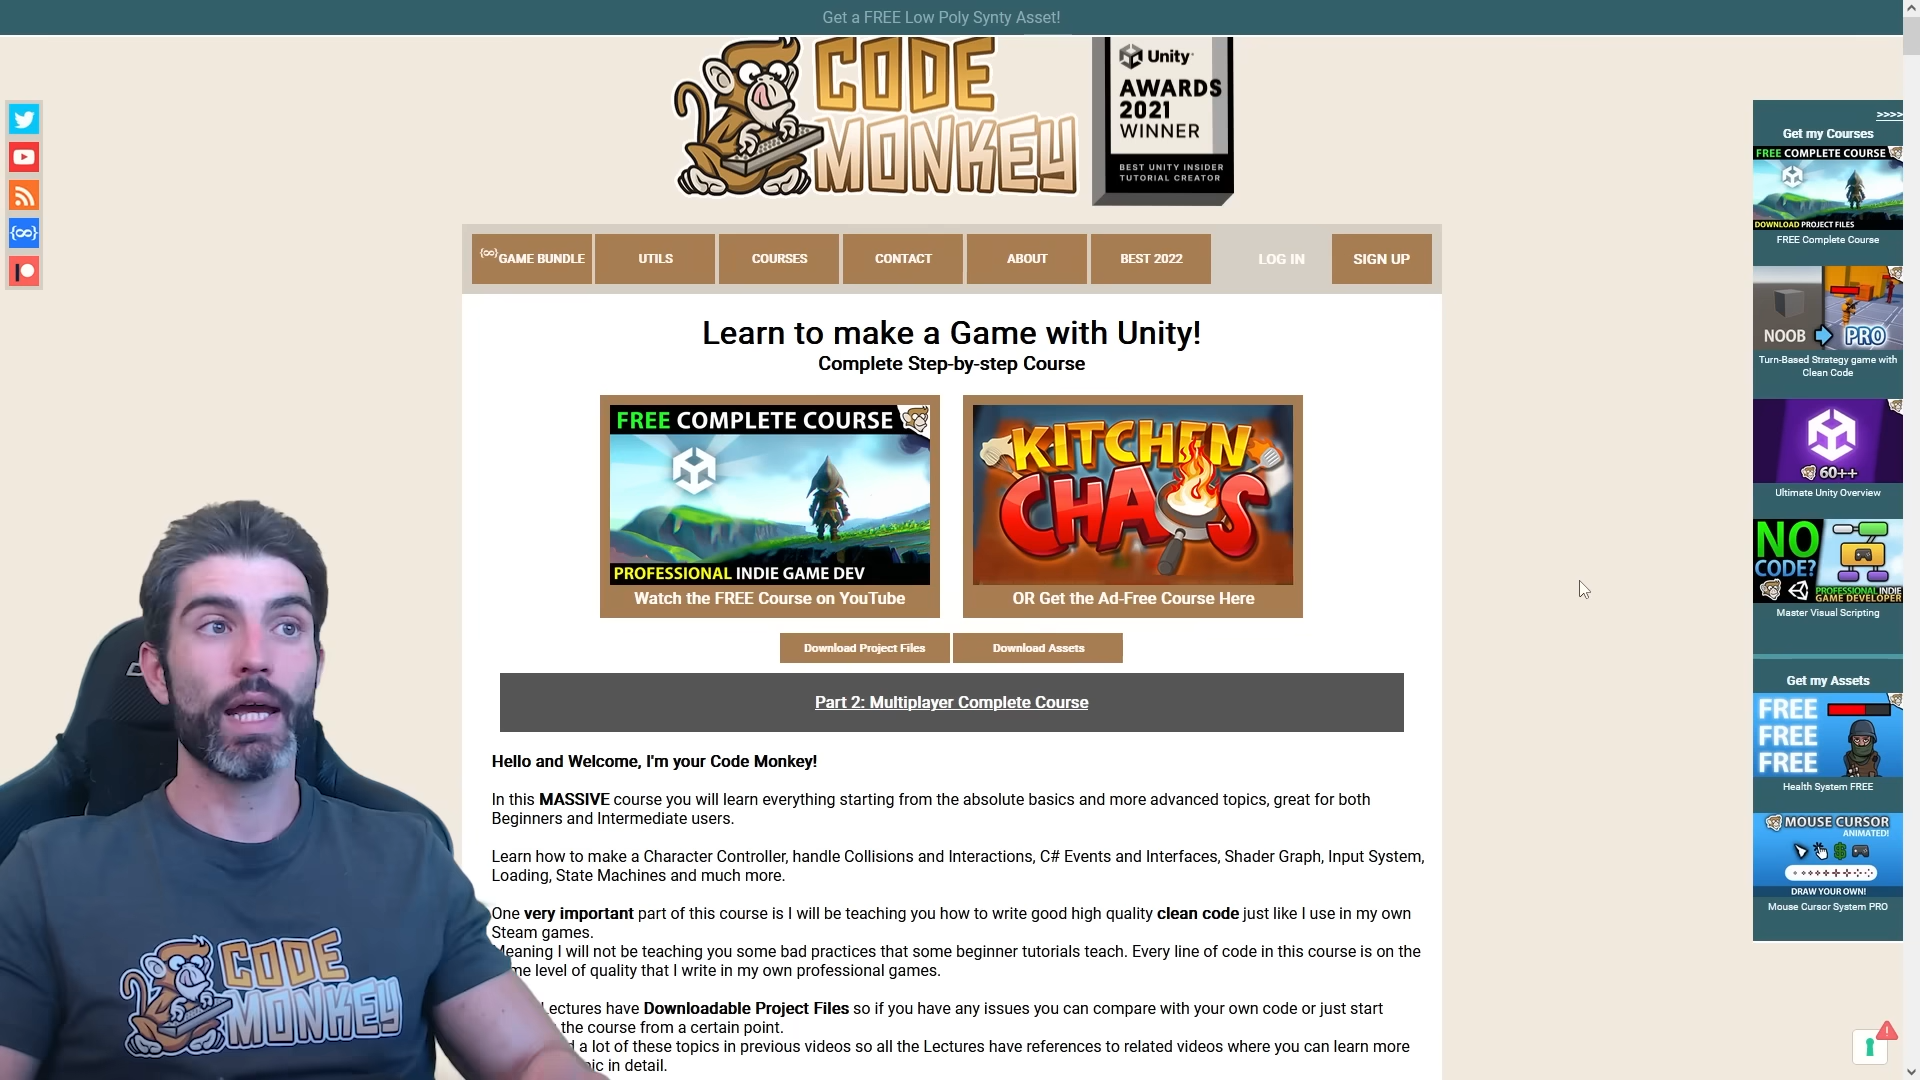 Get a FREE Low Poly Synty Asset!
CODE
MONKEY
Unity
AWARDS
2021
WINNER
BEST UNITY INSIDER
TUTORIAL CREATOR
GAME BUNDLE
UTILS
COURSES
CONTACT
ABOUT
BEST 2022
LOG IN
SIGN UP
Learn to make a Game with Unity!
Complete Step-by-step Course
FREE COMPLETE COURSE
PROFESSIONAL INDIE GAME DEV
Watch the FREE Course on YouTube
KITCHEN
CHAOS
OR Get the Ad-Free Course Here
Download Project Files
Download Assets
Part 2: Multiplayer Complete Course
Hello and Welcome, I'm your Code Monkey!
In this MASSIVE course you will learn everything starting from the absolute basics and more advanced topics, great for both
Beginners and Intermediate users.
Learn how to make a Character Controller, handle Collisions and Interactions, C# Events and Interfaces, Shader Graph, Input System,
Loading, State Machines and much more.
One very important part of this course is I will be teaching you how to write good high quality clean code just like I use in my own
Steam games.
Meaning I will not be teaching you some bad practices that some beginner tutorials teach. Every line of code in this course is on the
me level of quality that I write in my own professional games.
Lectures have Downloadable Project Files so if you have any issues you can compare with your own code or just start
the course from a certain point.
d a lot of these topics in previous videos so all the Lectures have references to related videos where you can learn more
ic in detail.
>>>>
Get my Courses
FREE COMPLETE COURSE
DOWNLOAD PROJECT FILES
FREE Complete Course
NOOB PRO
Turn-Based Strategy game with
Clean Code
60++
Ultimate Unity Overview
NO
CODE?
PROFESSIONAL INDIE
GAME DEVELOPER
Master Visual Scripting
Get my Assets
FREE
FREE
FREE
Health System FREE
MOUSE CURSOR
ANIMATED!
DRAW YOUR OWN!
Mouse Cursor System PRO
CODE
MONKEY